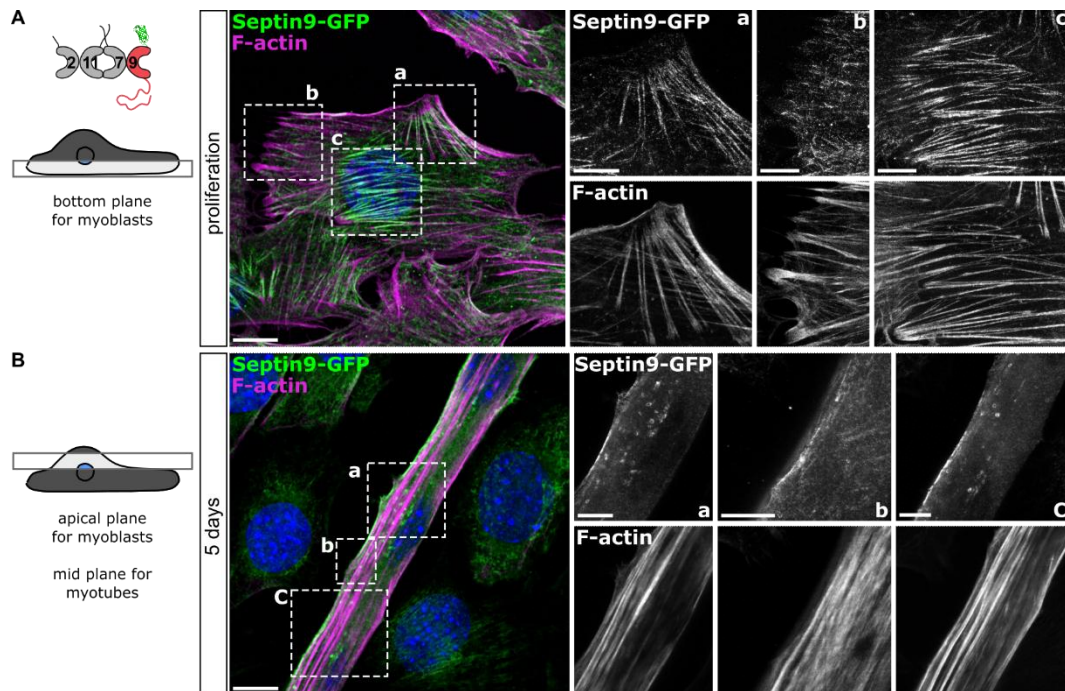 A
2 11 7 9
bottom plane
for myoblasts
proliferation
Septin9-GFP
F-actin
a
b
c
Septin9-GFP
a
b
c
F-actin
B
apical plane
for myoblasts
mid plane for
myotubes
5 days
Septin9-GFP
F-actin
a
b
C
Septin9-GFP
a
b
C
F-actin